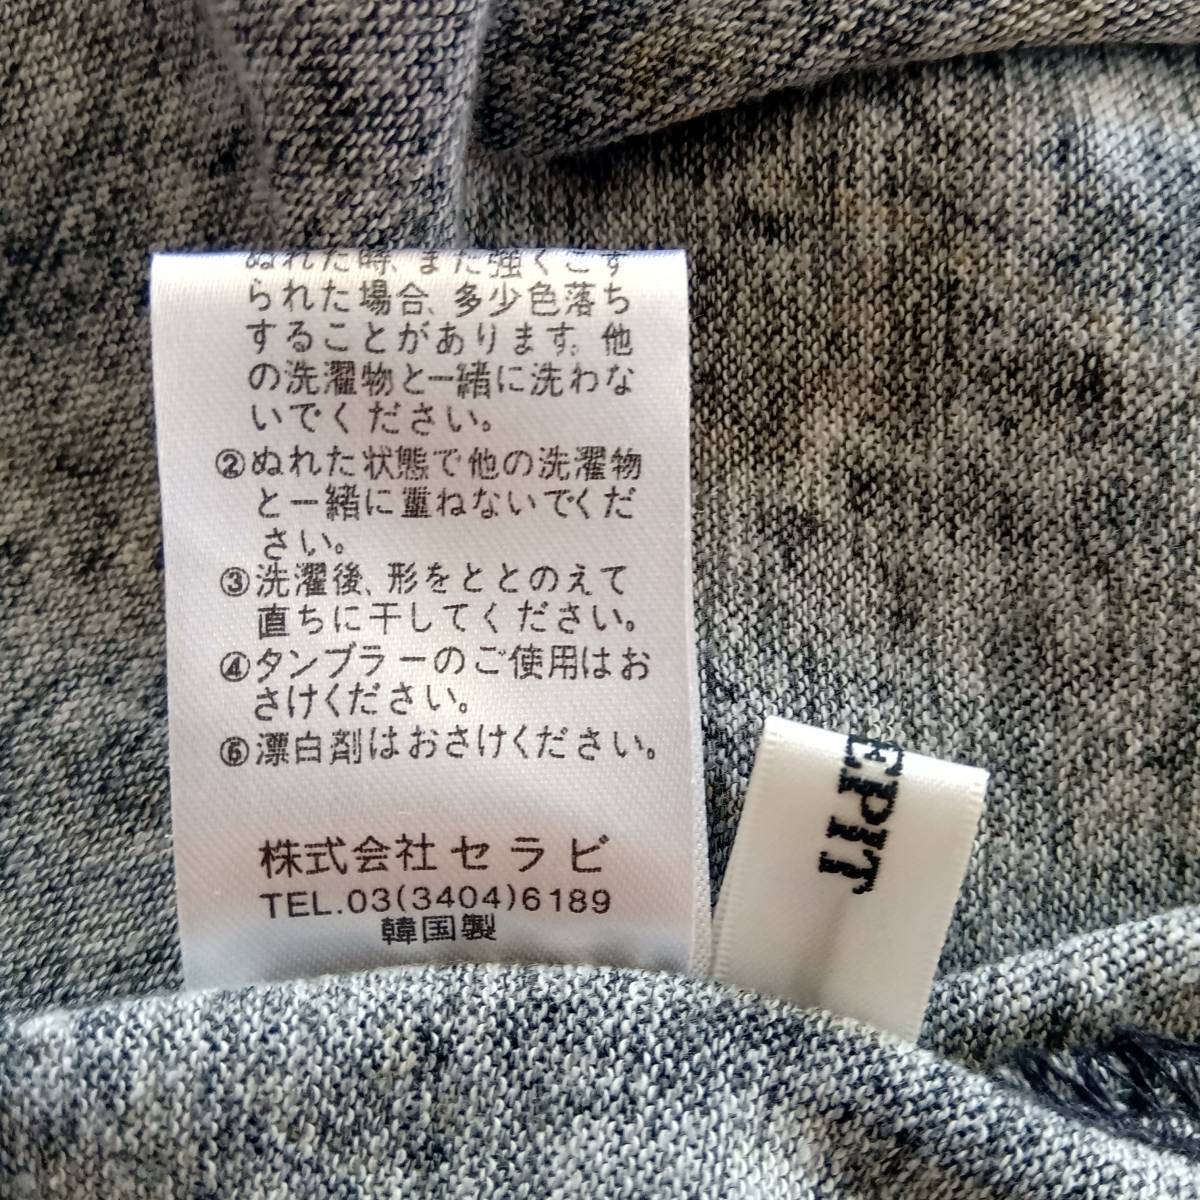 ぬれた時、また強くこす
られた場合、多少色落ち
することがあります。他
の洗濯物と一緒に洗わな
いでください。
②ぬれた状態で他の洗濯物
と一緒に重ねないでくだ
さい。
③洗濯後、形をととのえて
直ちに干してください。
④タンブラーのご使用はお
さけください。
⑤漂白剤はおさけください。
株式会社セラビ
TEL.03(3404)6189
韓国製
EPIT